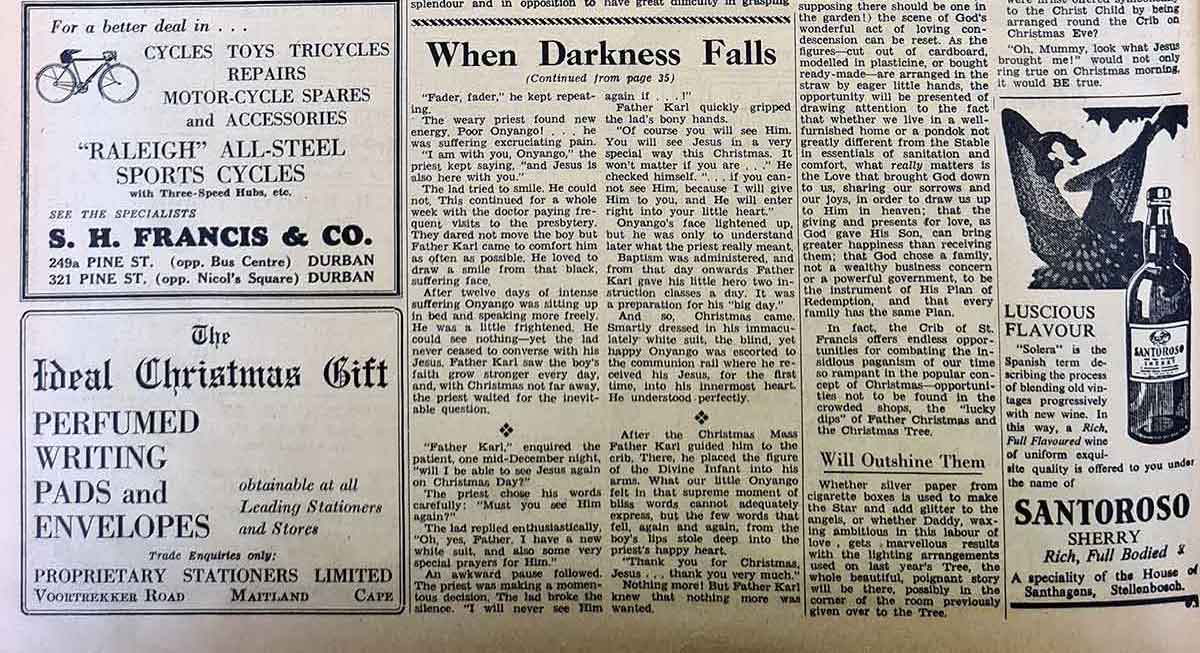 For a better deal in . . .
CYCLES TOYS TRICYCLES
REPAIRS
MOTOR-CYCLE SPARES
and ACCESSORIES
"RALEIGH" ALL-STEEL
SPORTS CYCLES
with Three-Speed Hubs, etc.
SEE THE SPECIALISTS
S. H. FRANCIS & CO.
249a PINE ST. (opp. Bus Centre) DURBAN
321 PINE ST. (opp. Nicol's Square) DURBAN
The
Ideal Christmas Gift
PERFUMED
WRITING
PADS and
ENVELOPES
obtainable at all
Leading Stationers
and Stores
Trade Enquiries only:
PROPRIETARY STATIONERS LIMITED
VOORTREKKER ROAD MAITLAND CAPE
splendour and in opposition to
have great difficulty in grasping
When Darkness Falls
(Continued from page 35)
"Fader, fader," he kept repeat-
ing.
The weary priest found new
energy. Poor Onyango! . . . he
was suffering excruciating pain.
"I am with you, Onyango," the
priest kept saying, "and Jesus is
also here with you."
The lad tried to smile. He could
not. This continued for a whole
week with the doctor paying fre-
quent visits to the presbytery.
They dared not move the boy but
Father Karl came to comfort him
as often as possible. He loved to
draw a smile from that black,
suffering face.
After twelve days of intense
suffering Onyango was sitting up
in bed and speaking more freely.
He was a little frightened. He
could see nothing—yet the lad
never ceased to converse with his
Jesus. Father Karl saw the boy's
faith grow stronger every day,
and, with Christmas not far away,
the priest waited for the inevit-
able question.
"Father Karl," enquired the
patient, one mid-December night,
"will I be able to see Jesus again
on Christmas Day?"
The priest chose his words
carefully: "Must you see Him
again?"
The lad replied enthusiastically,
"Oh, yes, Father, I have a new
white suit, and also some very
special prayers for Him."
An awkward pause followed.
The priest was making a momen-
tous decision. The lad broke the
silence. "I will never see Him
again if . . . !"
Father Karl quickly gripped
the lad's bony hands.
"Of course you will see Him.
You will see Jesus in a very
special way this Christmas. It
won't matter if you are . . ." He
checked himself. ". . . if you can
not see Him, because I will give
Him to you, and He will enter
right into your little heart."
Onyango's face lightened up,
but he was only to understand
later what the priest really meant.
Baptism was administered, and
from that day onwards Father
Karl gave his little hero two in-
struction classes a day. It was
a preparation for his "big day."
And so, Christmas came.
Smartly dressed in his immacu-
lately white suit, the blind, yet
happy Onyango was escorted to
the communion rail where he re-
ceived his Jesus, for the first
time, into his innermost heart.
He understood perfectly.
After the Christmas Mass
Father Karl guided him to the
crib. There, he placed the figure
of the Divine Infant into his
arms. What our little Onyango
felt in that supreme moment of
bliss words cannot adequately
express, but the few words that
fell, again and again, from the
boy's lips stole deep into the
priest's happy heart.
"Thank you for Christmas,
Jesus . . . thank you very much."
Nothing more! But Father Karl
knew that nothing more was
wanted.
supposing there should be one in
the garden!) the scene of God's
wonderful act of loving con-
descension can be reset. As the
figures—cut out of cardboard,
modelled in plasticine, or bought
ready-made—are arranged in the
straw by eager little hands, the
opportunity will be presented of
drawing attention to the fact
that whether we live in a well-
furnished home or a pondok not
greatly different from the Stable
in essentials of sanitation and
comfort, what really matters is
the Love that brought God down
to us, sharing our sorrows and
our joys, in order to draw us up
to Him in heaven; that the
giving and presents for love, as
God gave His Son, can bring
greater happiness than receiving
them; that God chose a family,
not a wealthy business concern
or a powerful government, to be
the instrument of His Plan of
Redemption, and that every
family has the same Plan.
In fact, the Crib of St.
Francis offers endless oppor-
tunities for combating the in-
sidious paganism of our time
so rampant in the popular con-
cept of Christmas—opportuni-
ties not to be found in the
crowded shops, the "lucky
dips" of Father Christmas and
the Christmas Tree.
Will Outshine Them
Whether silver paper from
cigarette boxes is used to make
the Star and add glitter to the
angels, or whether Daddy, wax-
ing ambitious in this labour of
love, gets marvellous results
with the lighting arrangements
used on last year's Tree, the
whole beautiful, poignant story
will be there, possibly in the
corner of the room previously
given over to the Tree.
to the Christ Child by being
arranged round the Crib on
Christmas Eve?
"Oh, Mummy, look what Jesus
brought me!" would not only
ring true on Christmas morning,
it would BE true.
LUSCIOUS
FLAVOUR
"Solera" is the
Spanish term de-
scribing the process
of blending old vin-
tages progressively
with new wine. In
this way, a Rich,
Full Flavoured wine
of uniform exqui-
site quality is offered to you under
the name of
SANTOROSO
SHERRY
Rich, Full Bodied &
A speciality of the House of
Santhagens, Stellenbosch.
SANTOROSO
SHERRY